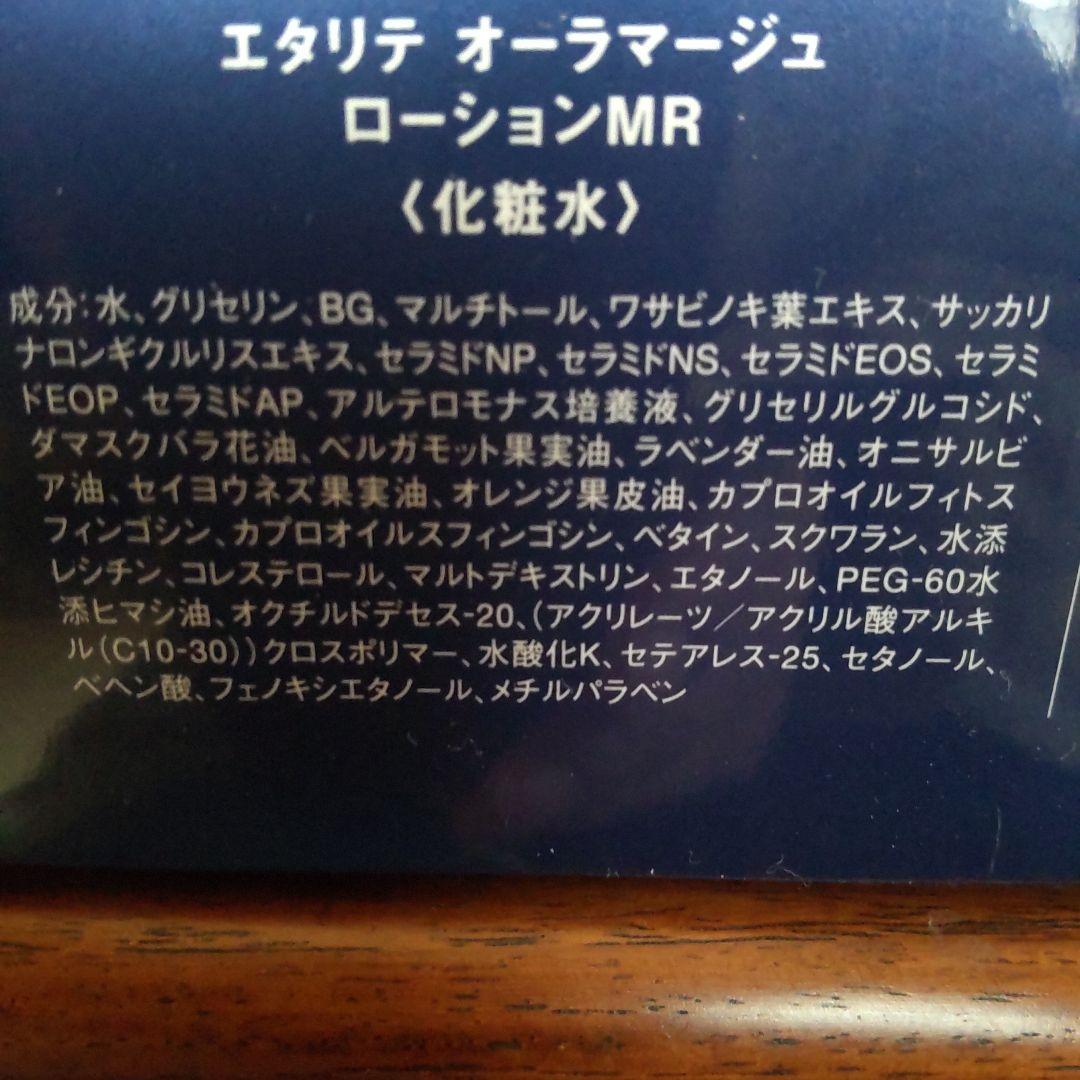 エタリテ オーラマージュ
ローションMR
〈化粧水〉
成分：水、グリセリン、BG、マルチトール、ワサビノキ葉エキス、サッカリ
ナロンギクルリスエキス、セラミドNP、セラミドNS、セラミドEOS、セラミ
ドEOP、セラミドAP、アルテロモナス培養液、グリセリルグルコシド、
ダマスクバラ花油、ベルガモット果実油、ラベンダー油、オニサルビ
ア油、セイヨウネズ果実油、オレンジ果皮油、カプロオイルフィトス
フィンゴシン、カプロオイルスフィンゴシン、ベタイン、スクワラン、水添
レシチン、コレステロール、マルトデキストリン、エタノール、PEG-60水
添ヒマシ油、オクチルドデセス-20、（アクリレーツ／アクリル酸アルキ
ル（C10-30））クロスポリマー、水酸化K、セテアレス-25、セタノール、
ベヘン酸、フェノキシエタノール、メチルパラベン